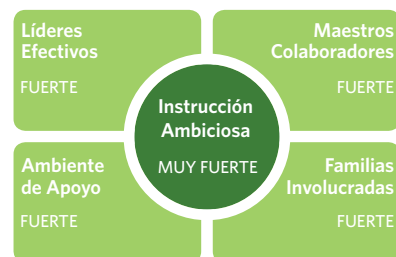 Líderes
Efectivos
FUERTE
Maestros
Colaboradores
FUERTE
Instrucción
Ambiciosa
MUY FUERTE
Ambiente
de Apoyo
FUERTE
Familias
Involucradas
FUERTE